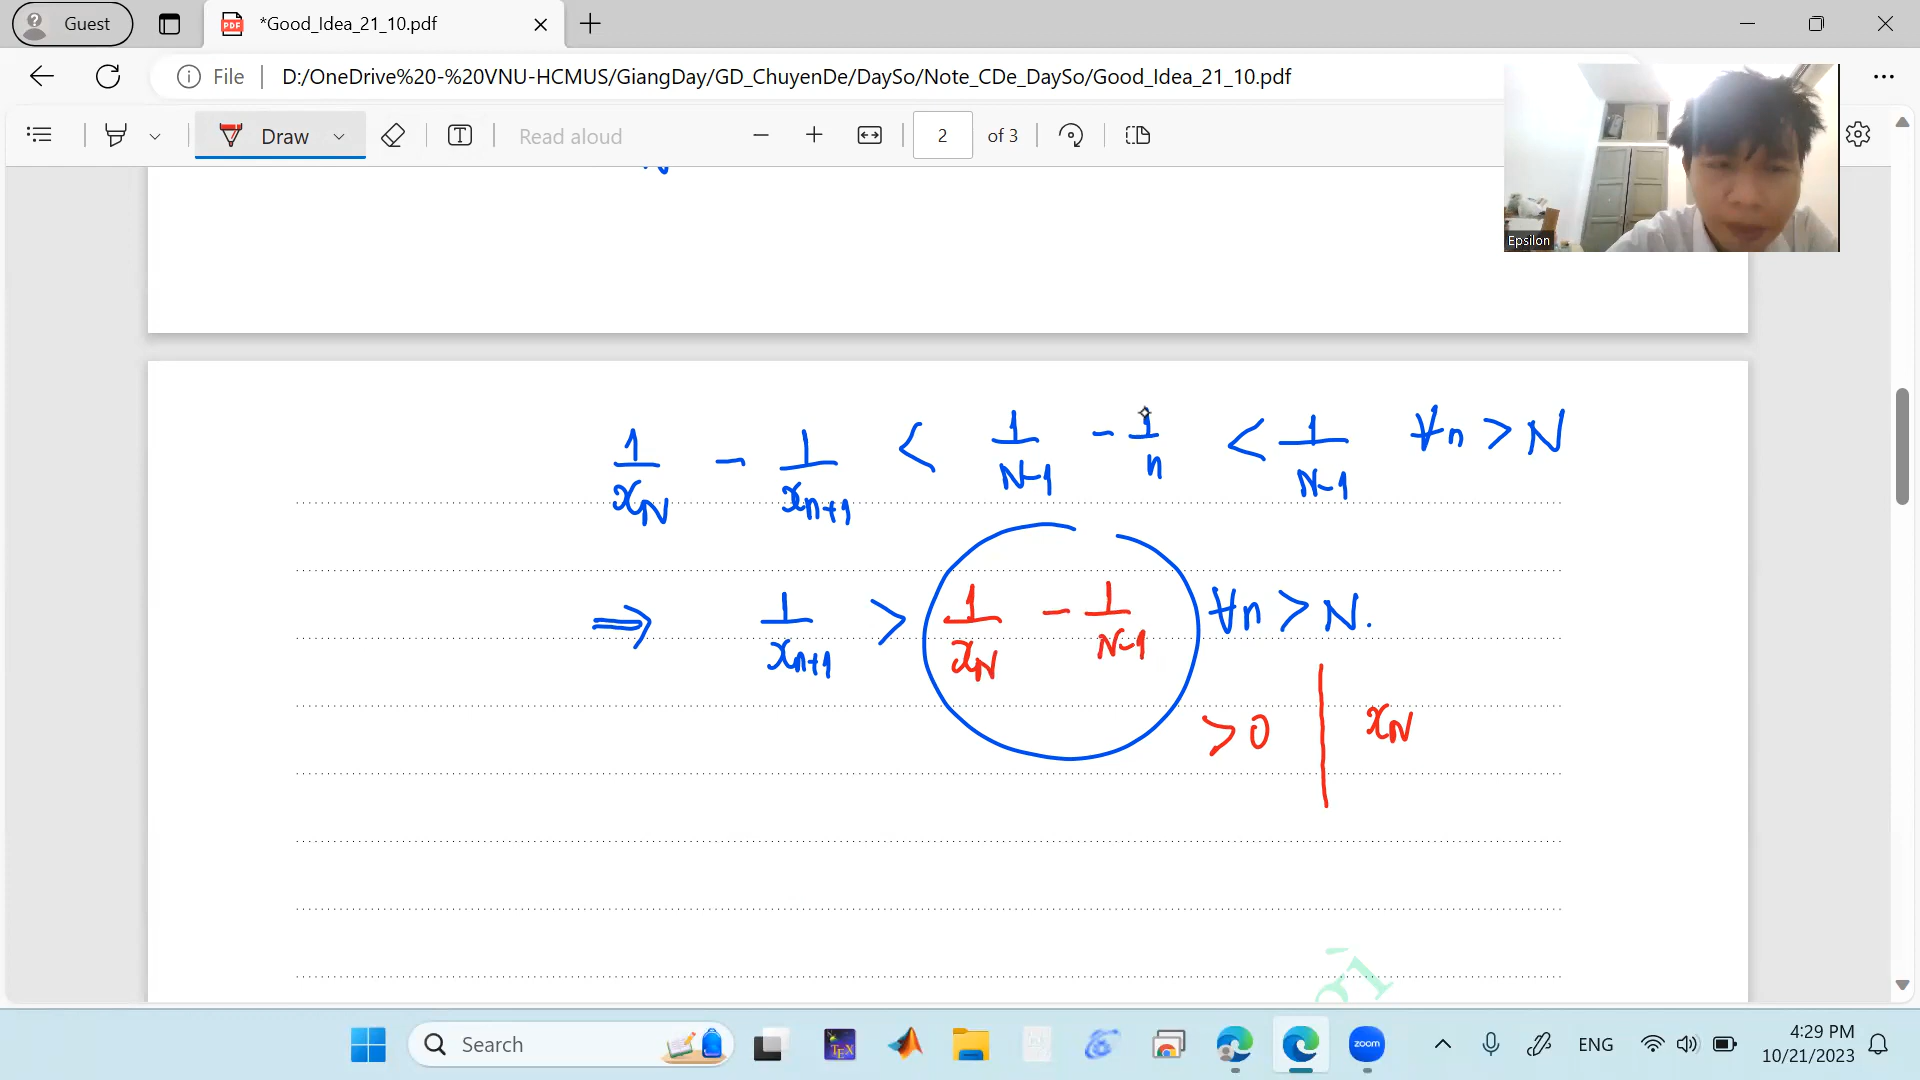 Guest
*Good_Idea_21_10.pdf
File
D:/OneDrive%20-%20VNU-HCMUS/GiangDay/GD_ChuyenDe/DaySo/Note_CDe_DaySo/Good_Idea_21_10.pdf
Draw
Read aloud
2 of 3
Epsilon
N
1/x_N - 1/x_{n+1} < 1/N-1 - 1/n < 1/N-1 ∀n > N
⟹ 1/x_{n+1} > 1/x_N - 1/N-1 ∀n > N.
> 0 | x_N
Search
TEX
zoom
ENG
4:29 PM
10/21/2023